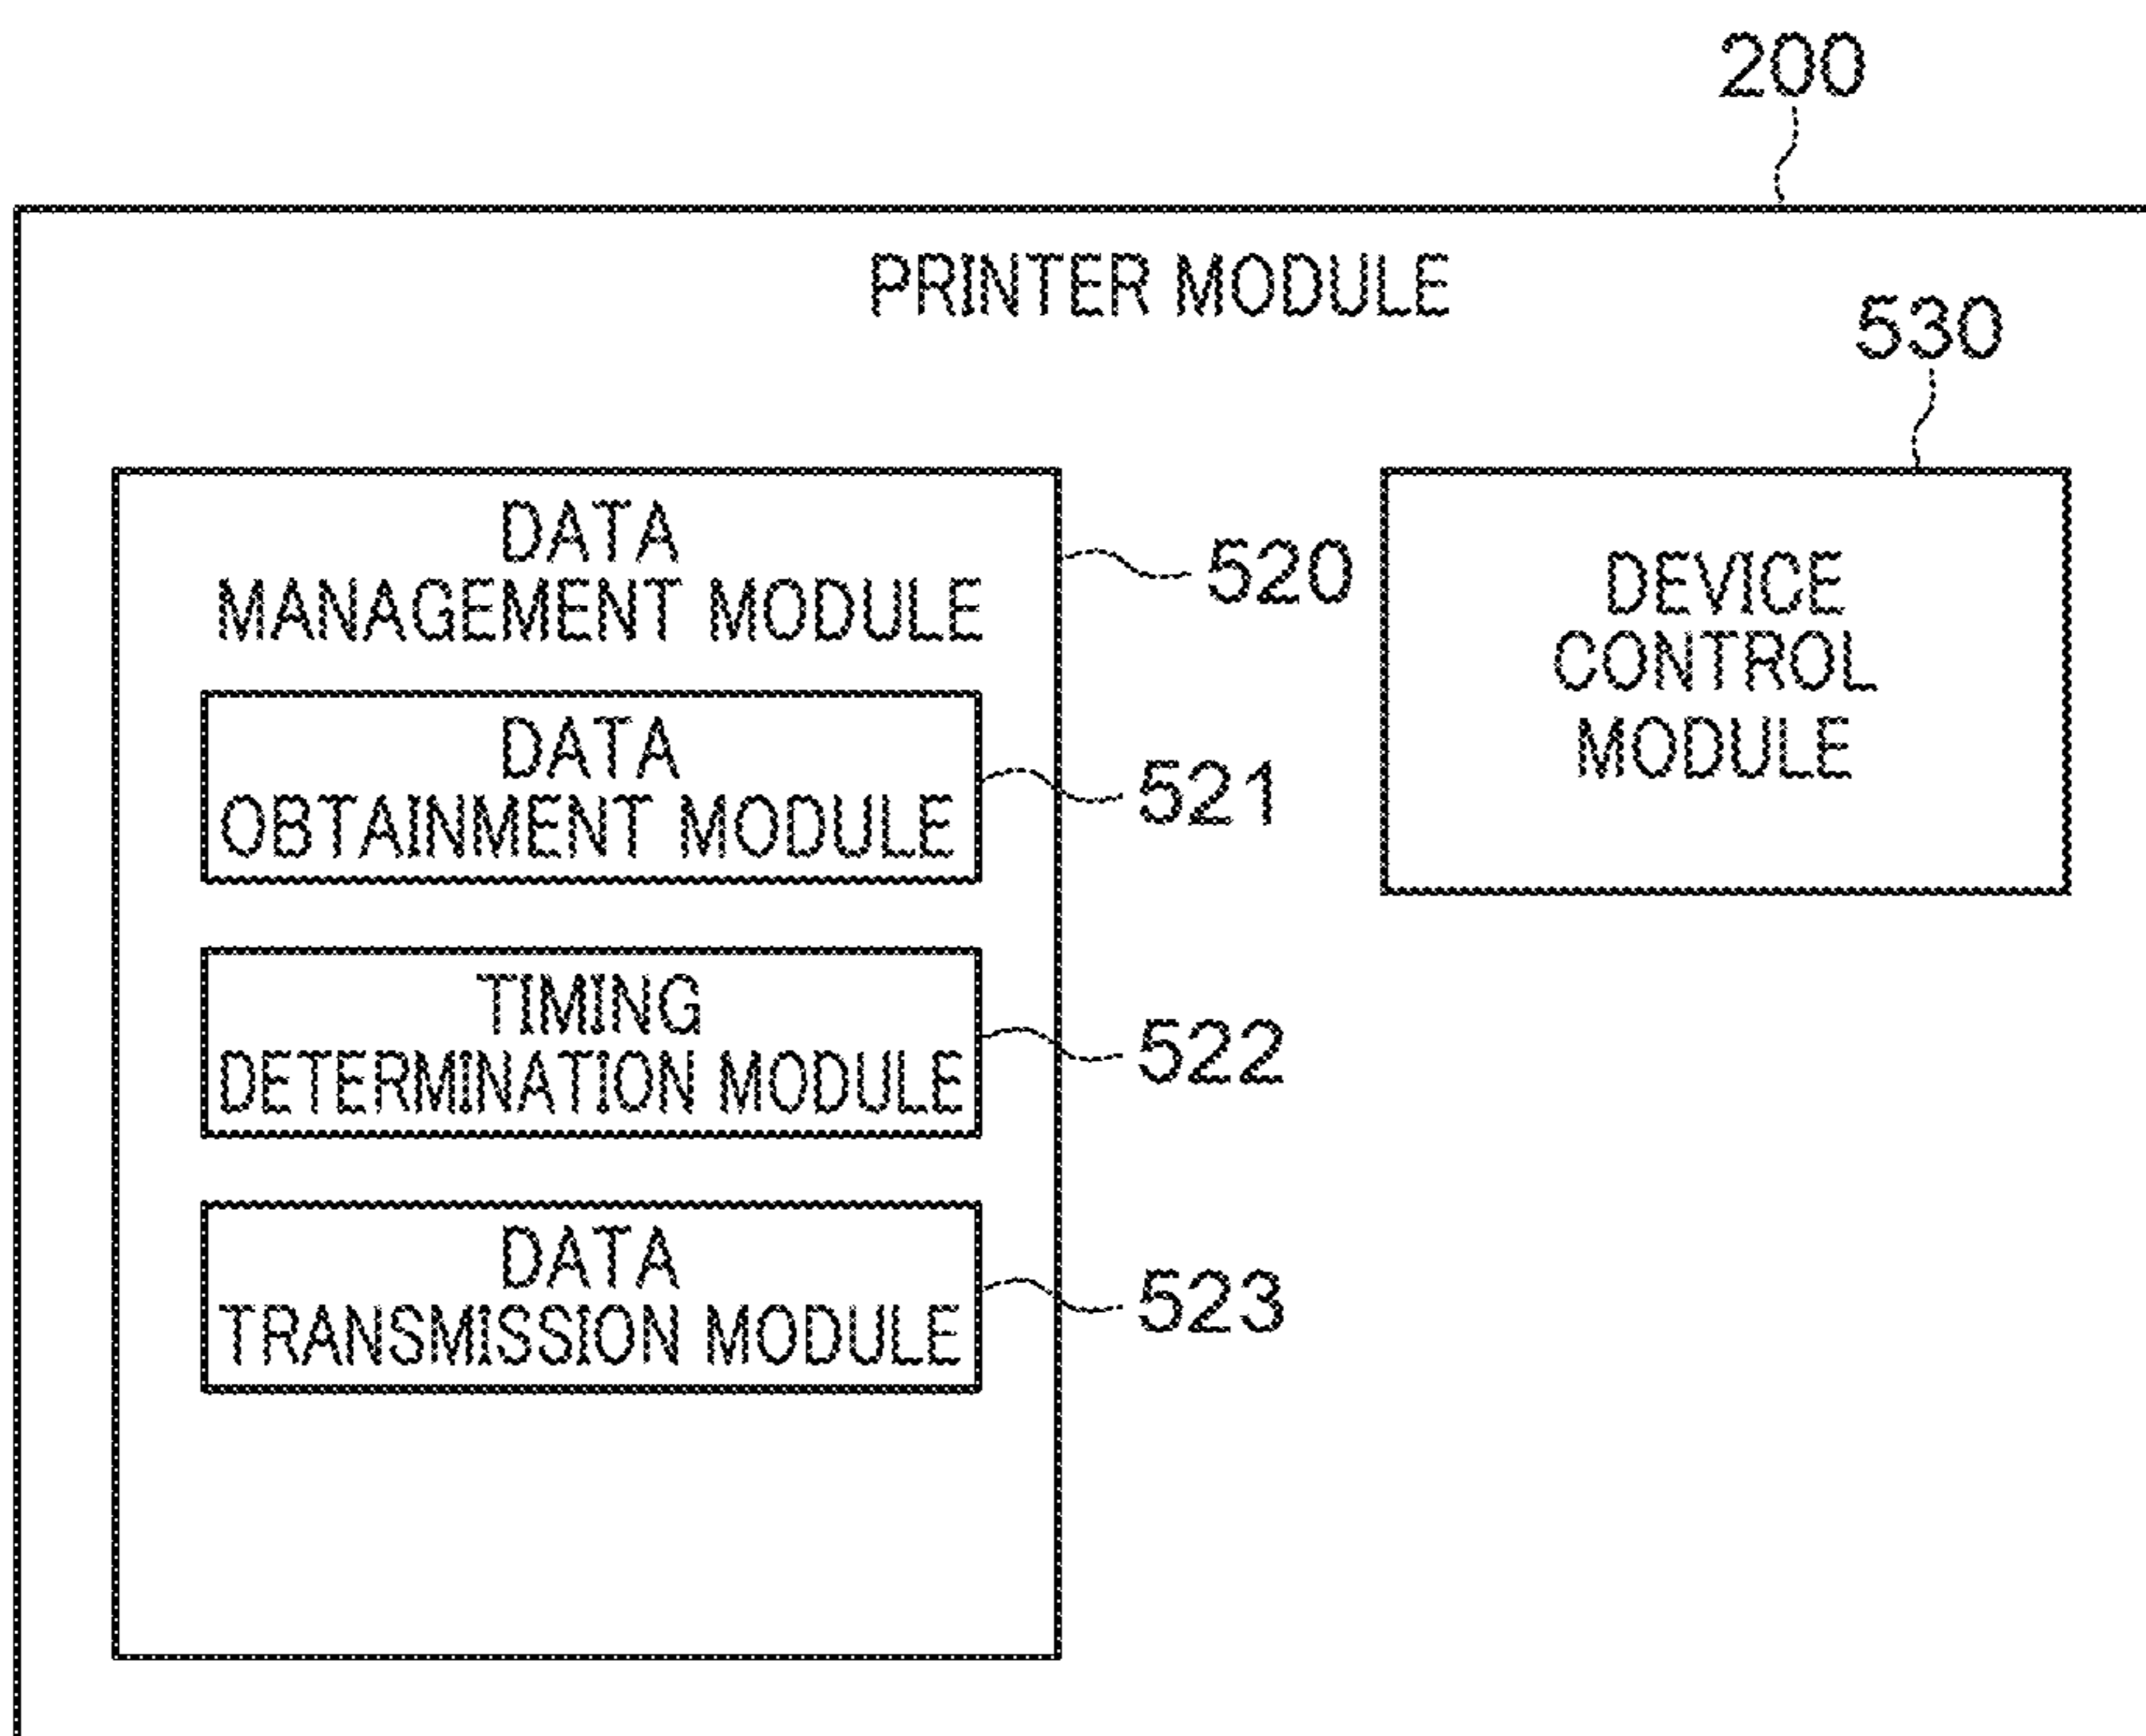 200
PRINTER MODULE
530
DATA
MANAGEMENT MODULE
520
DEVICE
CONTROL
MODULE
DATA
OBTAINMENT MODULE
521
TIMING
DETERMINATION MODULE
522
DATA
TRANSMISSION MODULE
523